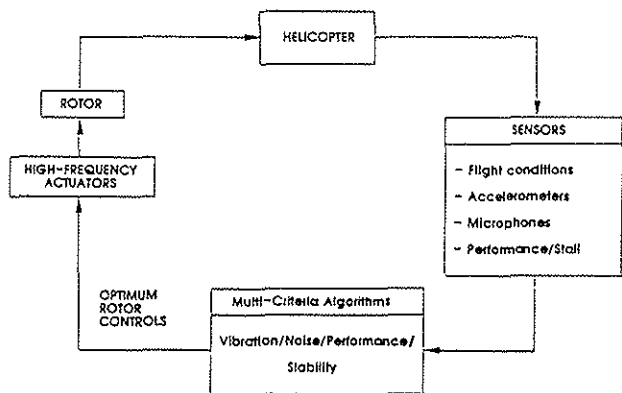 HELICOPTER
ROTOR
HIGH-FREQUENCY
ACTUATORS
SENSORS
- Flight conditions
- Accelerometers
- Microphones
- Performance/Stall
OPTIMUM
ROTOR
CONTROLS
Multi-Criteria Algorithms
Vibration/Noise/Performance/
Stability